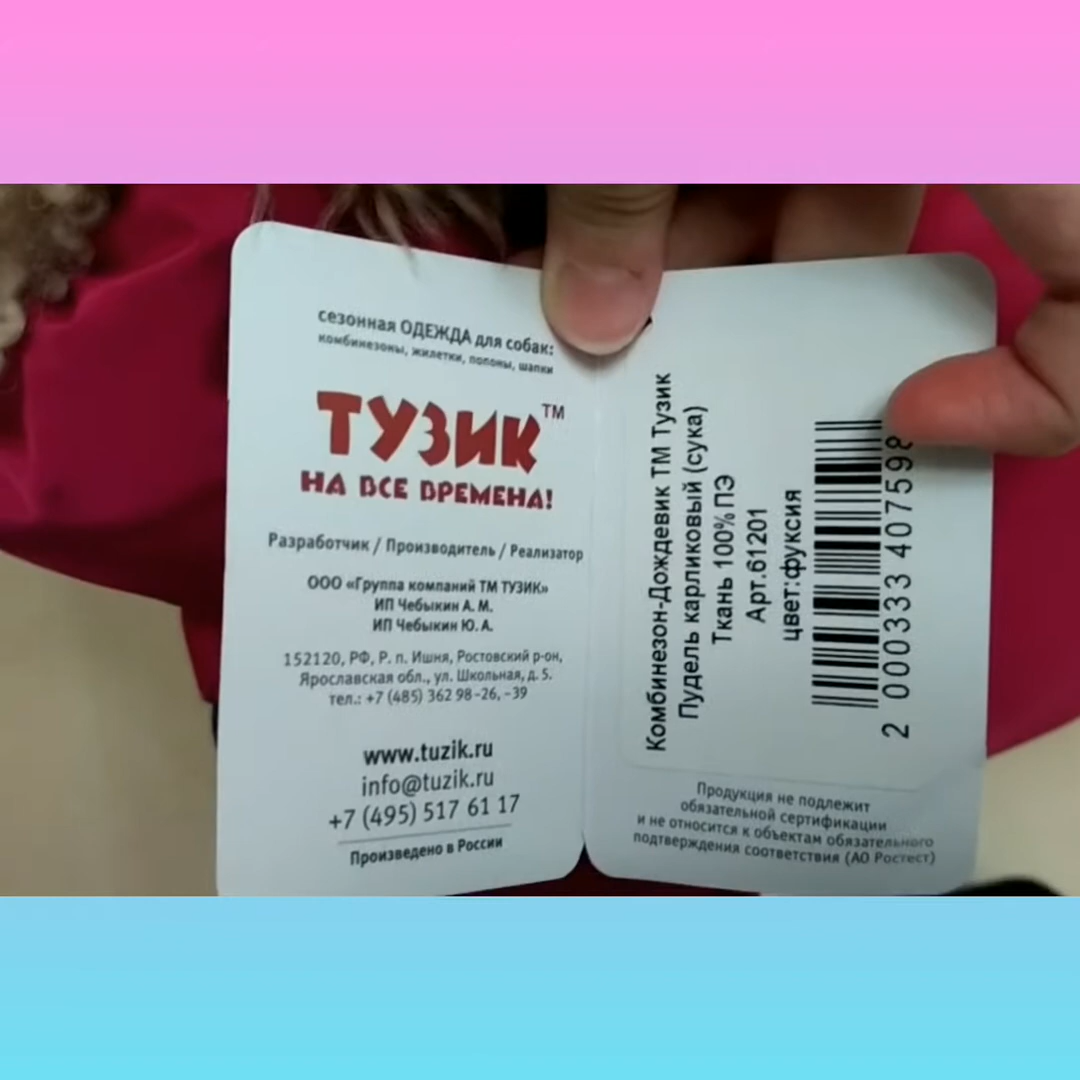 сезонная ОДЕЖДА для собак:
комбинезоны, жилетки, попоны, шапки
ТУЗИК™
НА ВСЕ ВРЕМЕНА!
Разработчик / Производитель / Реализатор
ООО «Группа компаний ТМ ТУЗИК»
ИП Чебыкин А. М.
ИП Чебыкин Ю. А.
152120, РФ, Р. п. Ишня, Ростовский р-он,
Ярославская обл., ул. Школьная, д. 5.
тел.: +7 (485) 362 98-26, -39
www.tuzik.ru
info@tuzik.ru
+7 (495) 517 61 17
Произведено в России
Комбинезон-Дождевик ТМ Тузик
Пудель карликовый (сука)
Ткань 100% ПЭ
Арт.61201
цвет:фуксия
2 000333 407598
Продукция не подлежит
обязательной сертификации
и не относится к объектам обязательного
подтверждения соответствия (АО Ростест)